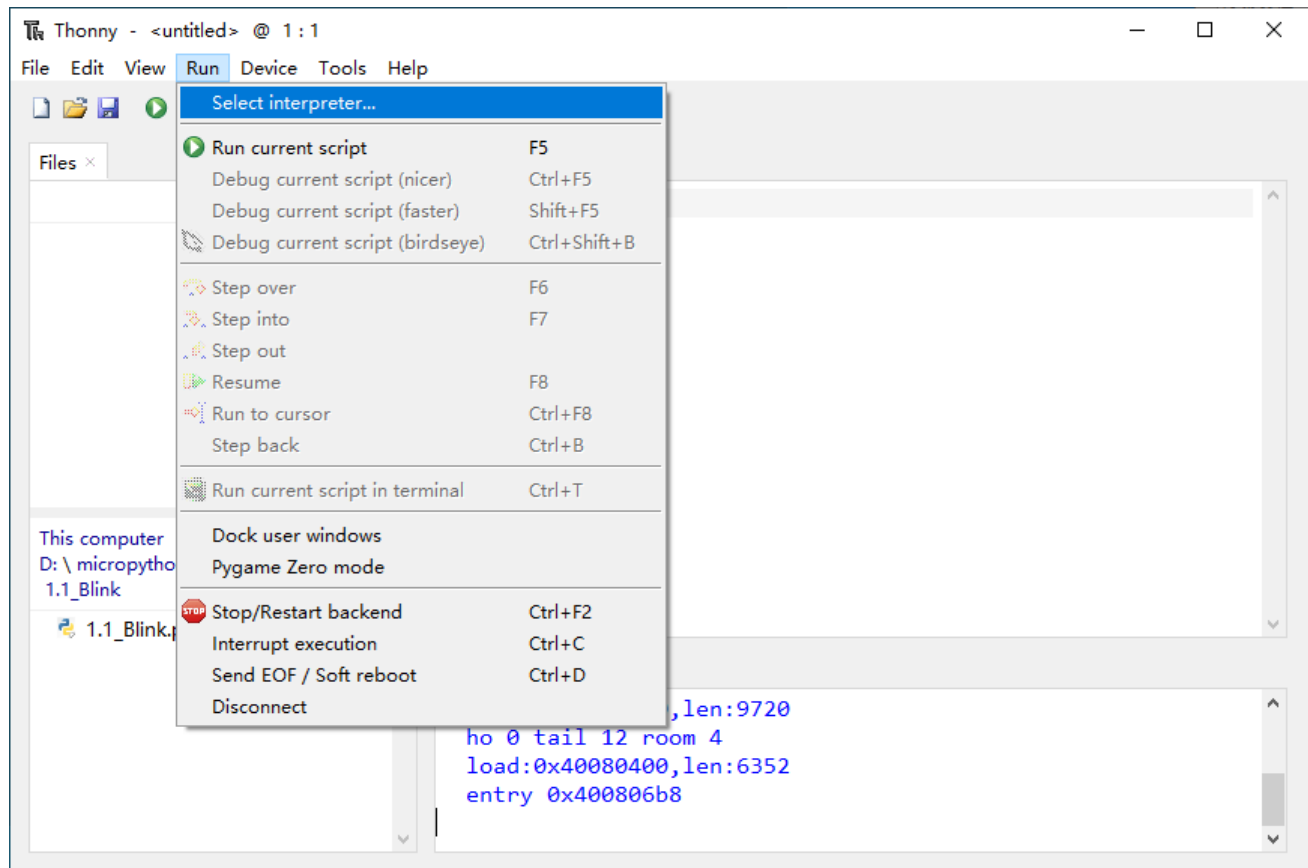 Thonny - <untitled> @ 1 : 1
File Edit View Run Device Tools Help
Select interpreter...
Files ×
Run current script F5
Debug current script (nicer) Ctrl+F5
Debug current script (faster) Shift+F5
Debug current script (birdseye) Ctrl+Shift+B
Step over F6
Step into F7
Step out
Resume F8
Run to cursor Ctrl+F8
Step back Ctrl+B
Run current script in terminal Ctrl+T
Dock user windows
Pygame Zero mode
STOP Stop/Restart backend Ctrl+F2
Interrupt execution Ctrl+C
Send EOF / Soft reboot Ctrl+D
Disconnect
This computer
D: \ micropytho
1.1_Blink
1.1_Blink.p
,len:9720
ho 0 tail 12 room 4
load:0x40080400,len:6352
entry 0x400806b8